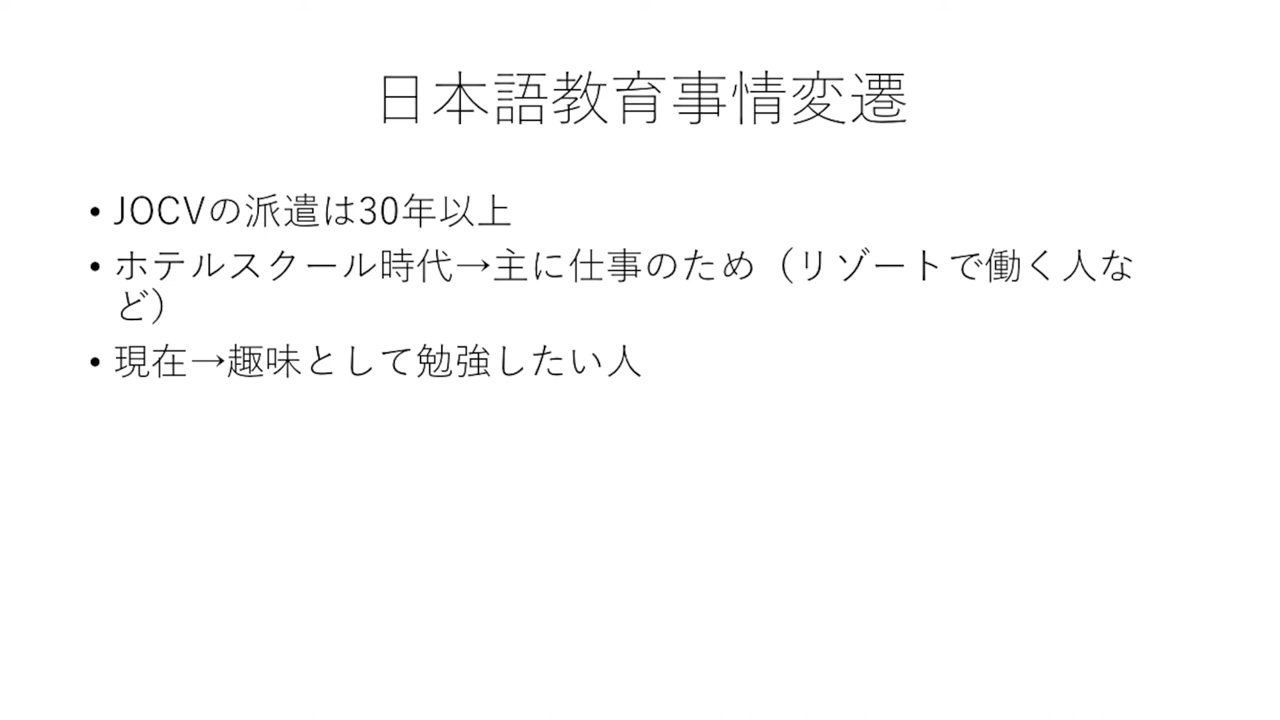 日本語教育事情変遷
• JOCVの派遣は30年以上
• ホテルスクール時代→主に仕事のため（リゾートで働く人な
ど）
• 現在→趣味として勉強したい人